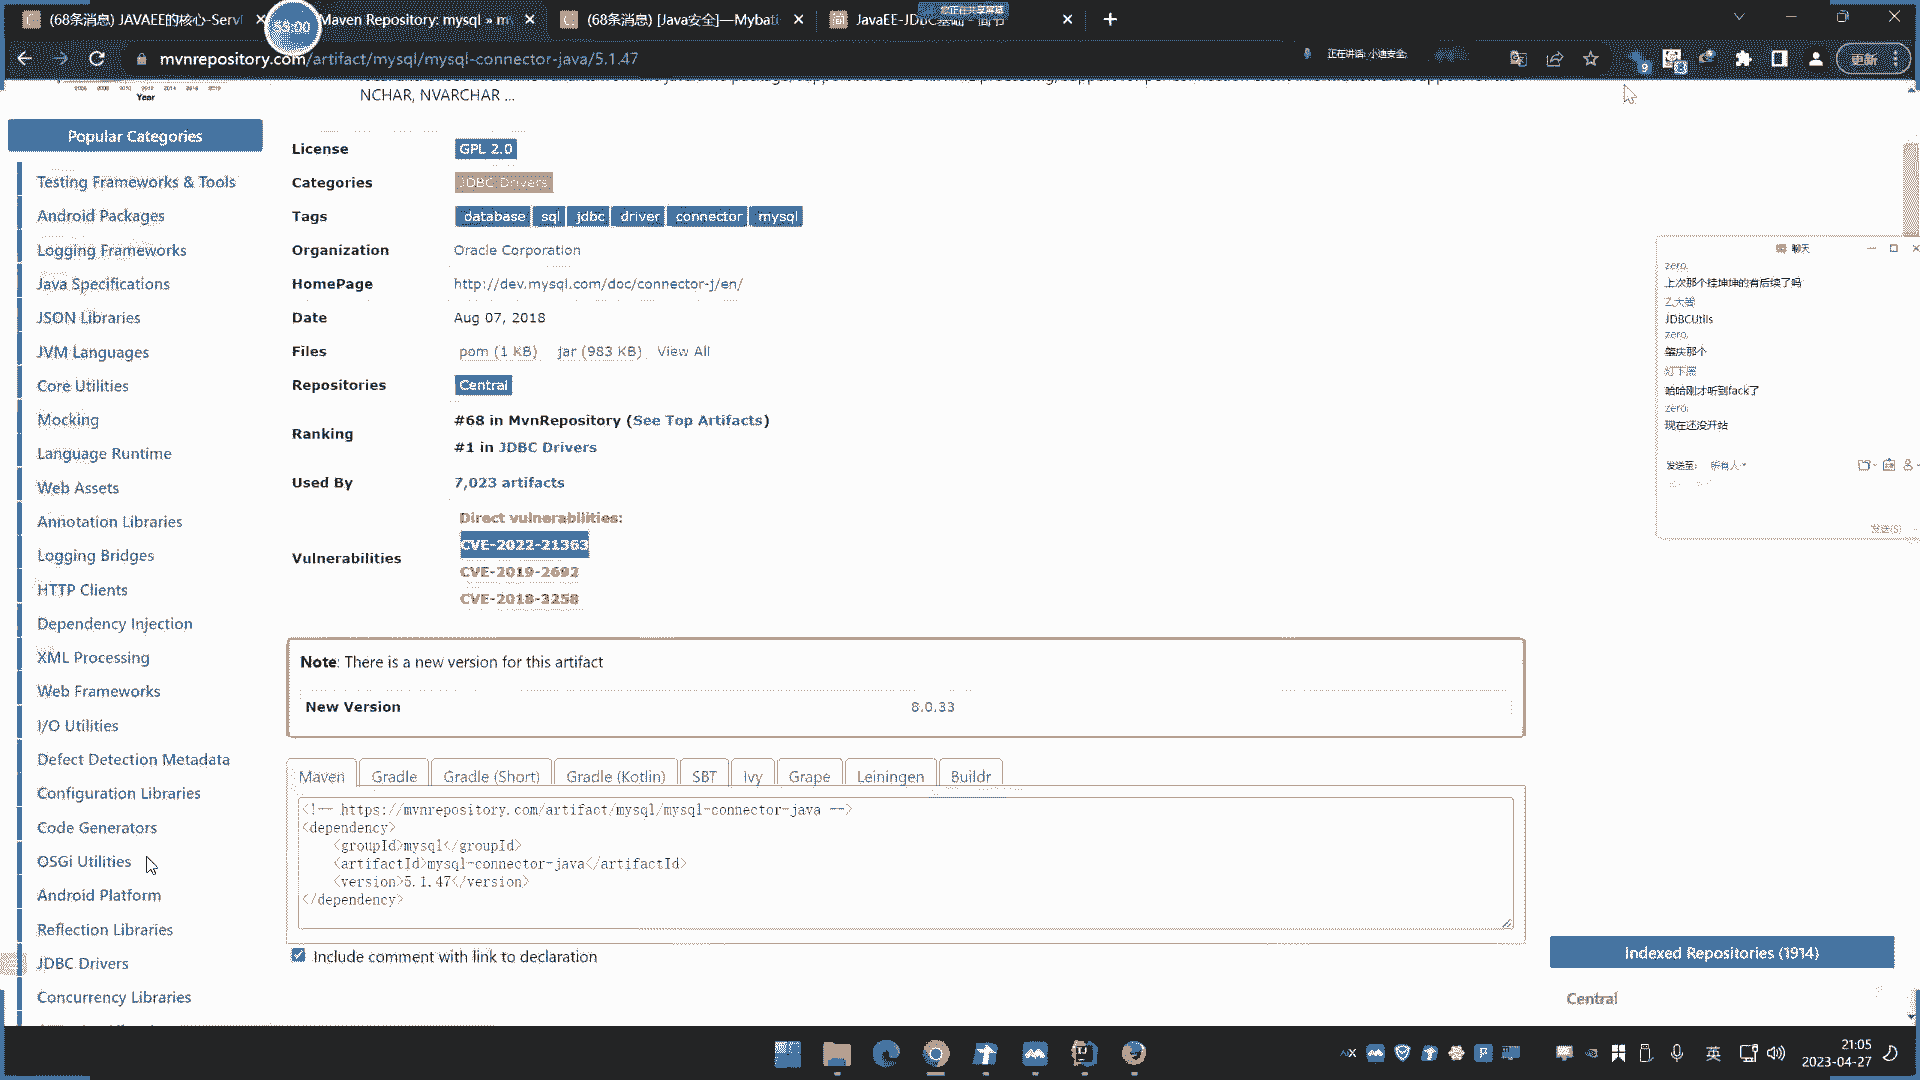 (68条消息) JAVAEE的核心-Servl
59:00
Maven Repository: mysql » m
(68条消息) [Java安全]—Mybati
JavaEE-JDBC基础
您正在共享屏幕
mvnrepository.com/artifact/mysql/mysql-connector-java/5.1.47
正在讲话: 小迪安全;
9
更新
NCHAR, NVARCHAR ...
Year
Popular Categories
Testing Frameworks & Tools
Android Packages
Logging Frameworks
Java Specifications
JSON Libraries
JVM Languages
Core Utilities
Mocking
Language Runtime
Web Assets
Annotation Libraries
Logging Bridges
HTTP Clients
Dependency Injection
XML Processing
Web Frameworks
I/O Utilities
Defect Detection Metadata
Configuration Libraries
Code Generators
OSGi Utilities
Android Platform
Reflection Libraries
JDBC Drivers
Concurrency Libraries
License GPL 2.0
Categories JDBC Drivers
Tags database sql jdbc driver connector mysql
Organization Oracle Corporation
HomePage http://dev.mysql.com/doc/connector-j/en/
Date Aug 07, 2018
Files pom (1 KB) jar (983 KB) View All
Repositories Central
Ranking #68 in MvnRepository (See Top Artifacts)
#1 in JDBC Drivers
Used By 7,023 artifacts
Vulnerabilities Direct vulnerabilities:
CVE-2022-21363
CVE-2019-2692
CVE-2018-3258
Note: There is a new version for this artifact
New Version 8.0.33
Maven Gradle Gradle (Short) Gradle (Kotlin) SBT Ivy Grape Leiningen Buildr
<!-- https://mvnrepository.com/artifact/mysql/mysql-connector-java -->
<dependency>
<groupId>mysql</groupId>
<artifactId>mysql-connector-java</artifactId>
<version>5.1.47</version>
</dependency>
Include comment with link to declaration
聊天
zero.
上次那个挂坤坤的有后续了吗
JDBCUtils
zero.
肇庆那个
灯下黑
哈哈刚才听到fack了
zero.
现在还没开站
发送至: 所有人
发送(S)
Indexed Repositories (1914)
Central
英
21:05
2023-04-27